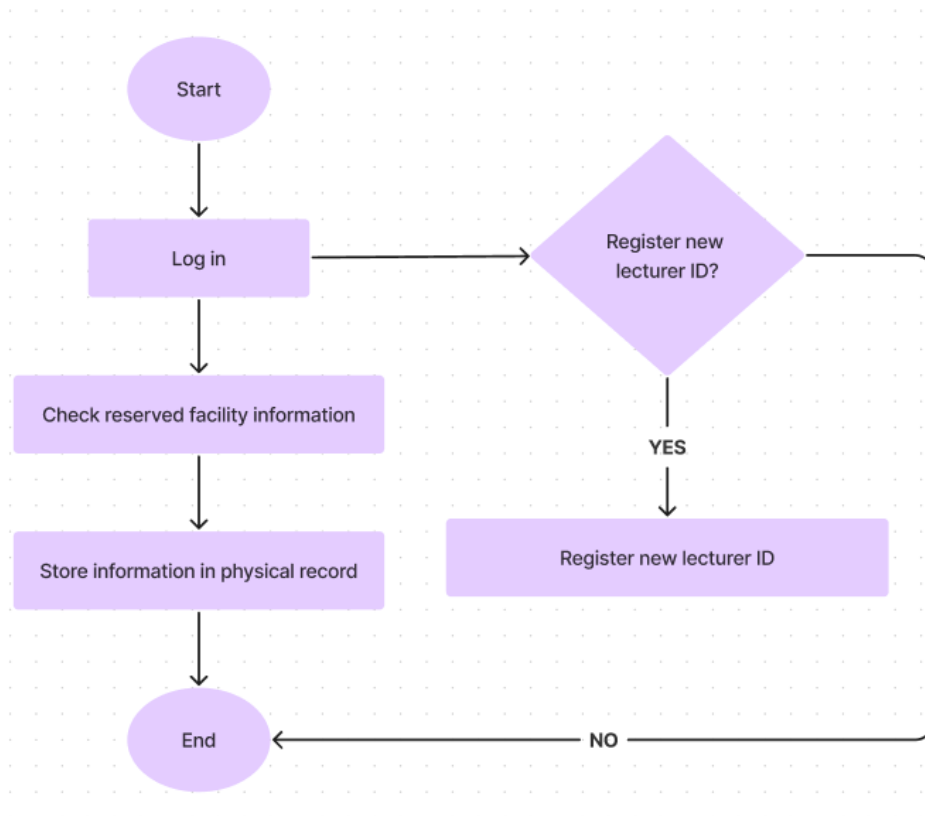 Start
Log in
Register new
lecturer ID?
Check reserved facility information
YES
Store information in physical record
Register new lecturer ID
End
NO